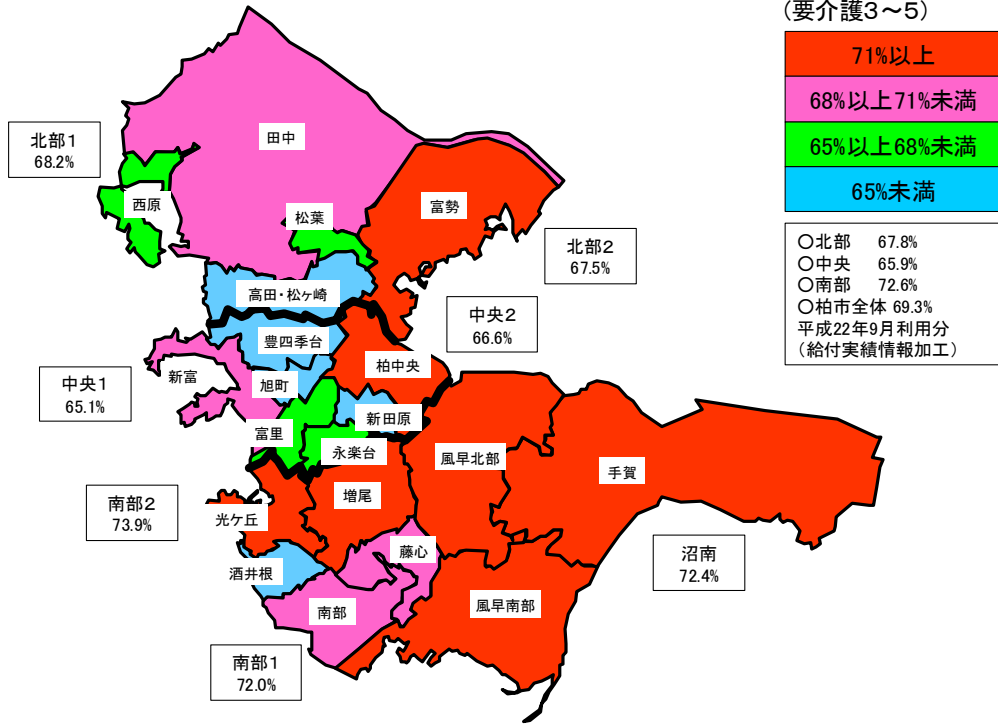 (要介護3～5)
71%以上
68%以上71%未満
65%以上68%未満
65%未満
○北部 67.8%
○中央 65.9%
○南部 72.6%
○柏市全体 69.3%
平成22年9月利用分
(給付実績情報加工)
北部1
68.2%
田中
西原
松葉
富勢
北部2
67.5%
高田・松ヶ崎
中央2
66.6%
豊四季台
柏中央
新富
旭町
中央1
65.1%
新田原
富里
永楽台
風早北部
手賀
増尾
南部2
73.9%
光ケ丘
藤心
沼南
72.4%
酒井根
南部
風早南部
南部1
72.0%